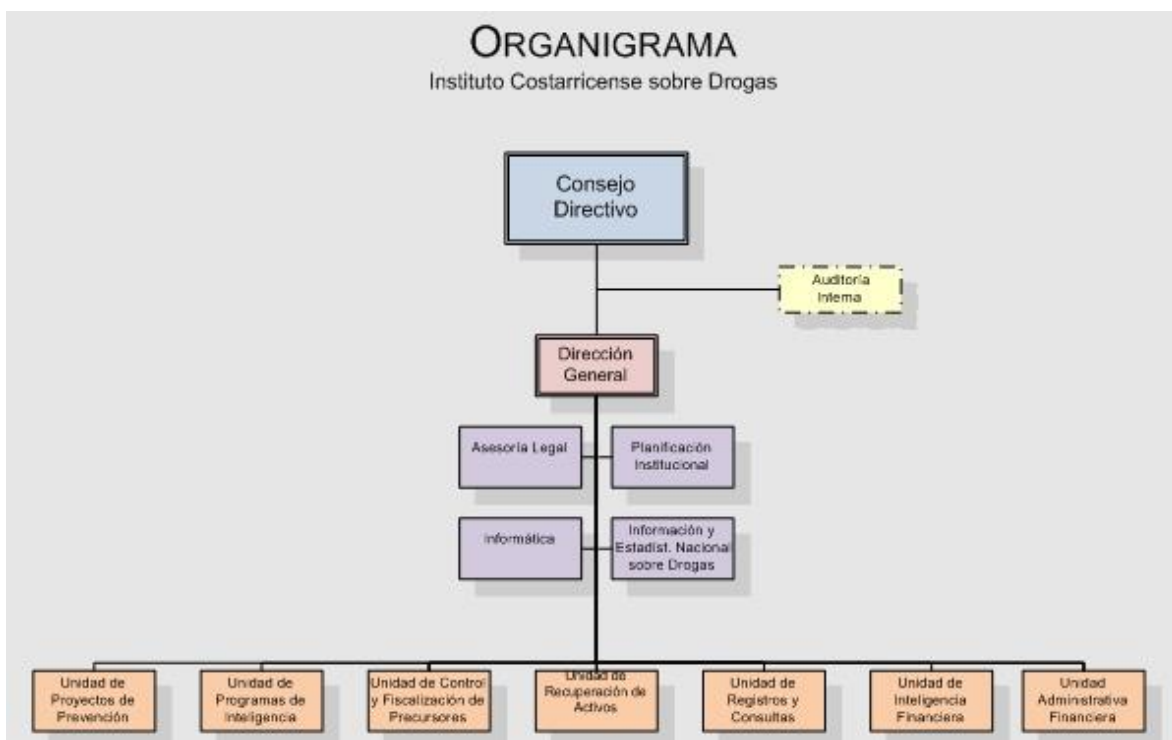 ORGANIGRAMA
Instituto Costarricense sobre Drogas
Consejo
Directivo
Auditoría
Interna
Dirección
General
Asesoría Legal
Planificación
Institucional
Informática
Información y
Estadíst. Nacional
sobre Drogas
Unidad de
Proyectos de
Prevención
Unidad de
Programas de
Inteligencia
Unidad de Control
y Fiscalización de
Precursores
Unidad de
Recuperación de
Activos
Unidad de
Registros y
Consultas
Unidad de
Inteligencia
Financiera
Unidad
Administrativa
Financiera